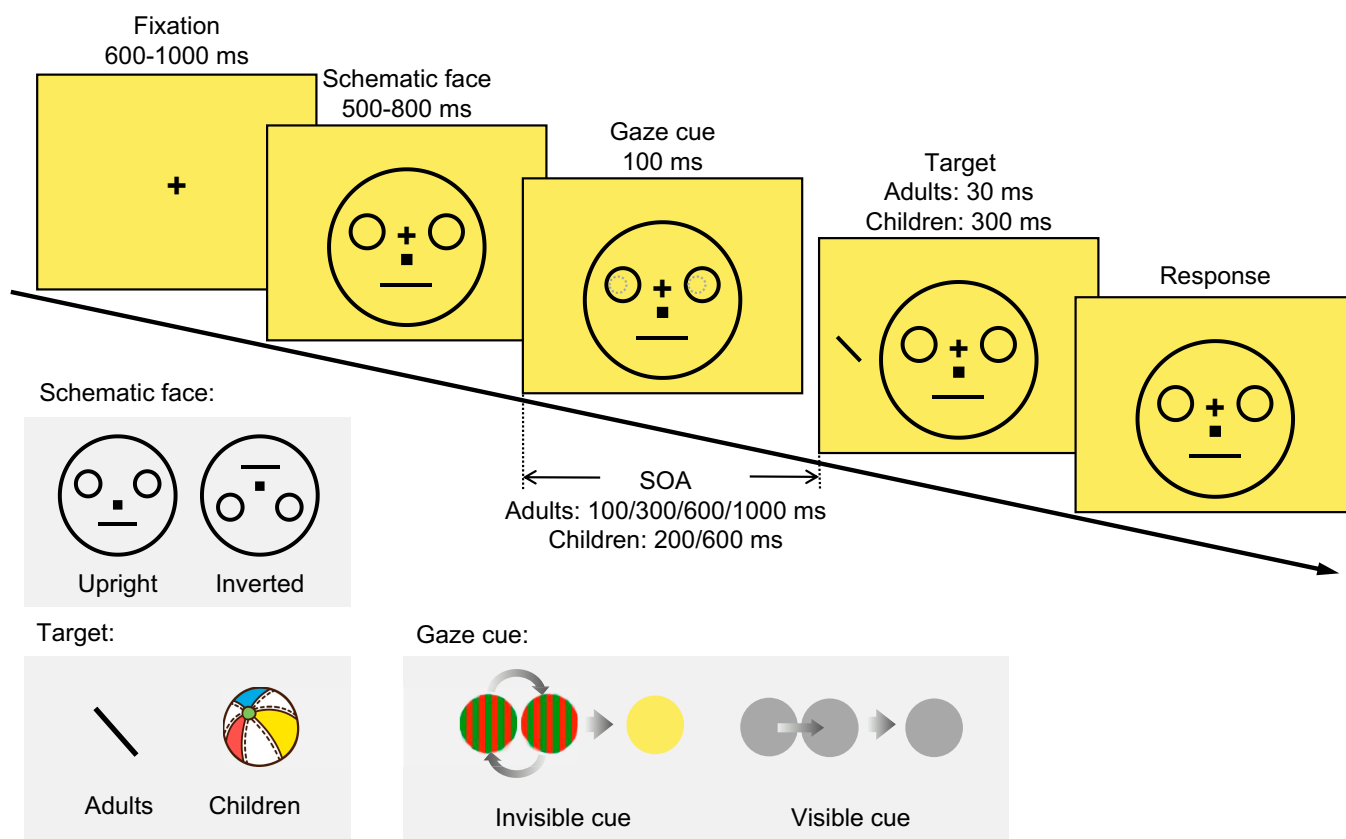 Fixation
600-1000 ms
Schematic face
500-800 ms
Gaze cue
100 ms
Target
Adults: 30 ms
Children: 300 ms
Response
SOA
Adults: 100/300/600/1000 ms
Children: 200/600 ms
Schematic face:
Upright
Inverted
Target:
Adults
Children
Gaze cue:
Invisible cue
Visible cue